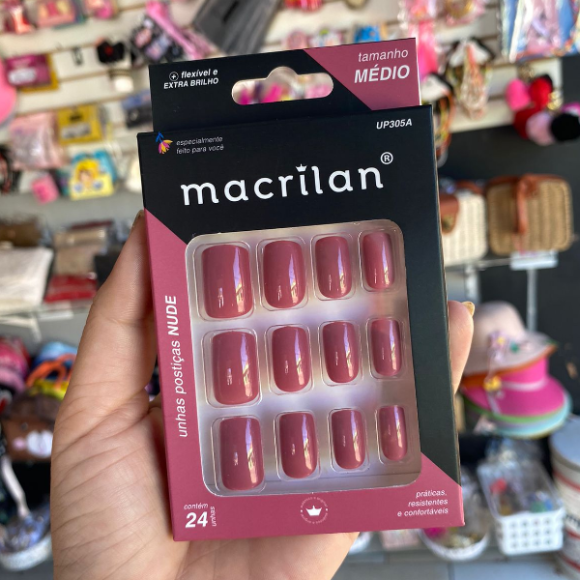 + flexível e
EXTRA BRILHO
tamanho
MÉDIO
UP305A
especialmente
feito para você
macrilan®
unhas postiças NUDE
contém
24 unhas
práticas,
resistentes
e confortáveis